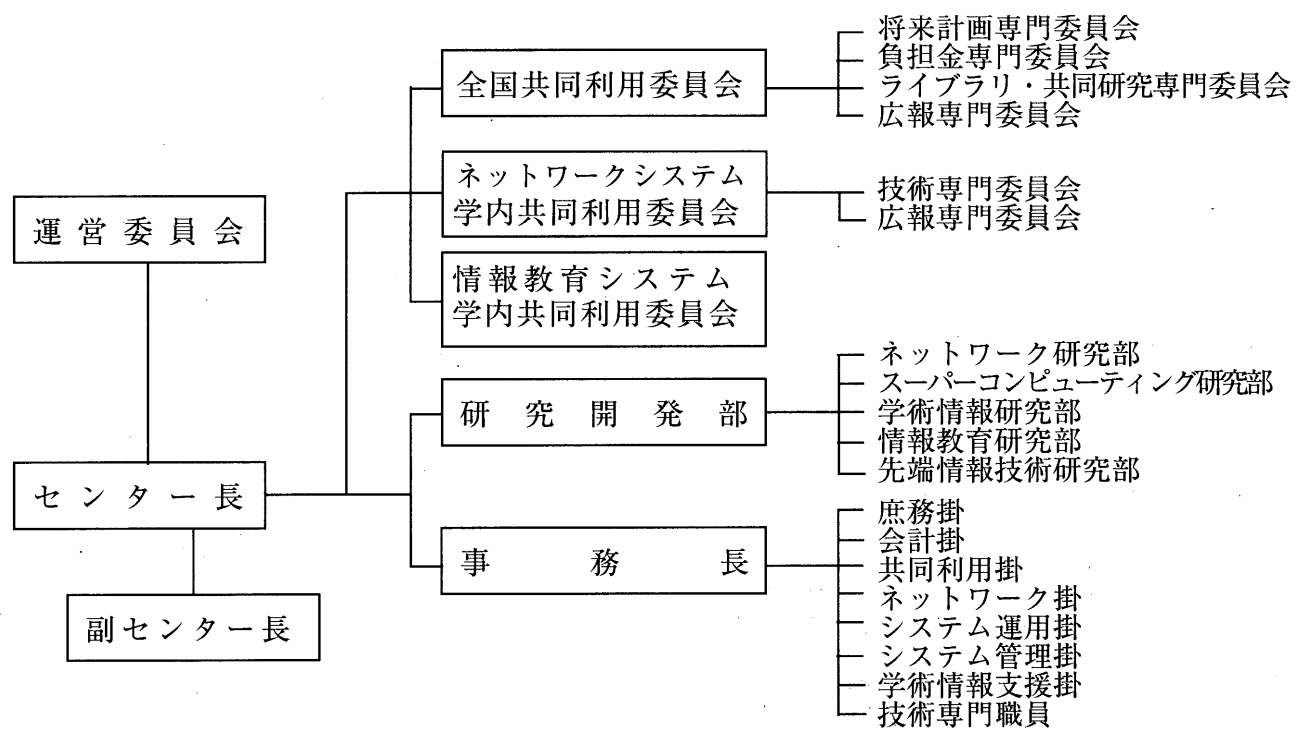 運営委員会
センター長
副センター長
全国共同利用委員会
将来計画専門委員会
負担金専門委員会
ライブラリ・共同研究専門委員会
広報専門委員会
ネットワークシステム
学内共同利用委員会
技術専門委員会
広報専門委員会
情報教育システム
学内共同利用委員会
研究開発部
ネットワーク研究部
スーパーコンピューティング研究部
学術情報研究部
情報教育研究部
先端情報技術研究部
事務長
庶務掛
会計掛
共同利用掛
ネットワーク掛
システム運用掛
システム管理掛
学術情報支援掛
技術専門職員